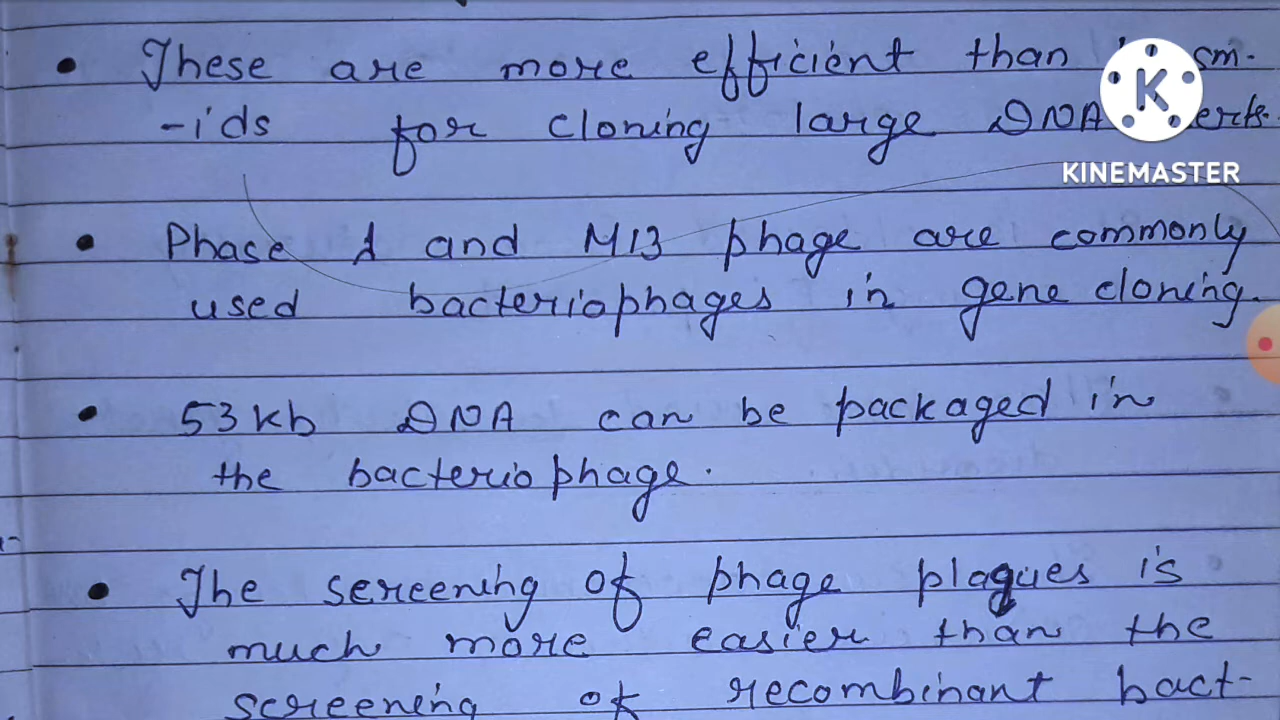 • These are more efficient than
-ids for cloning large DNA
K
KINEMASTER
• Phase λ and M13 phage are commonly
used bacteriophages in gene cloning.
• 53kb DNA can be packaged in
the bacteriophage.
• The screening of phage plaques is
much more easier than the
screening of recombinant bact-